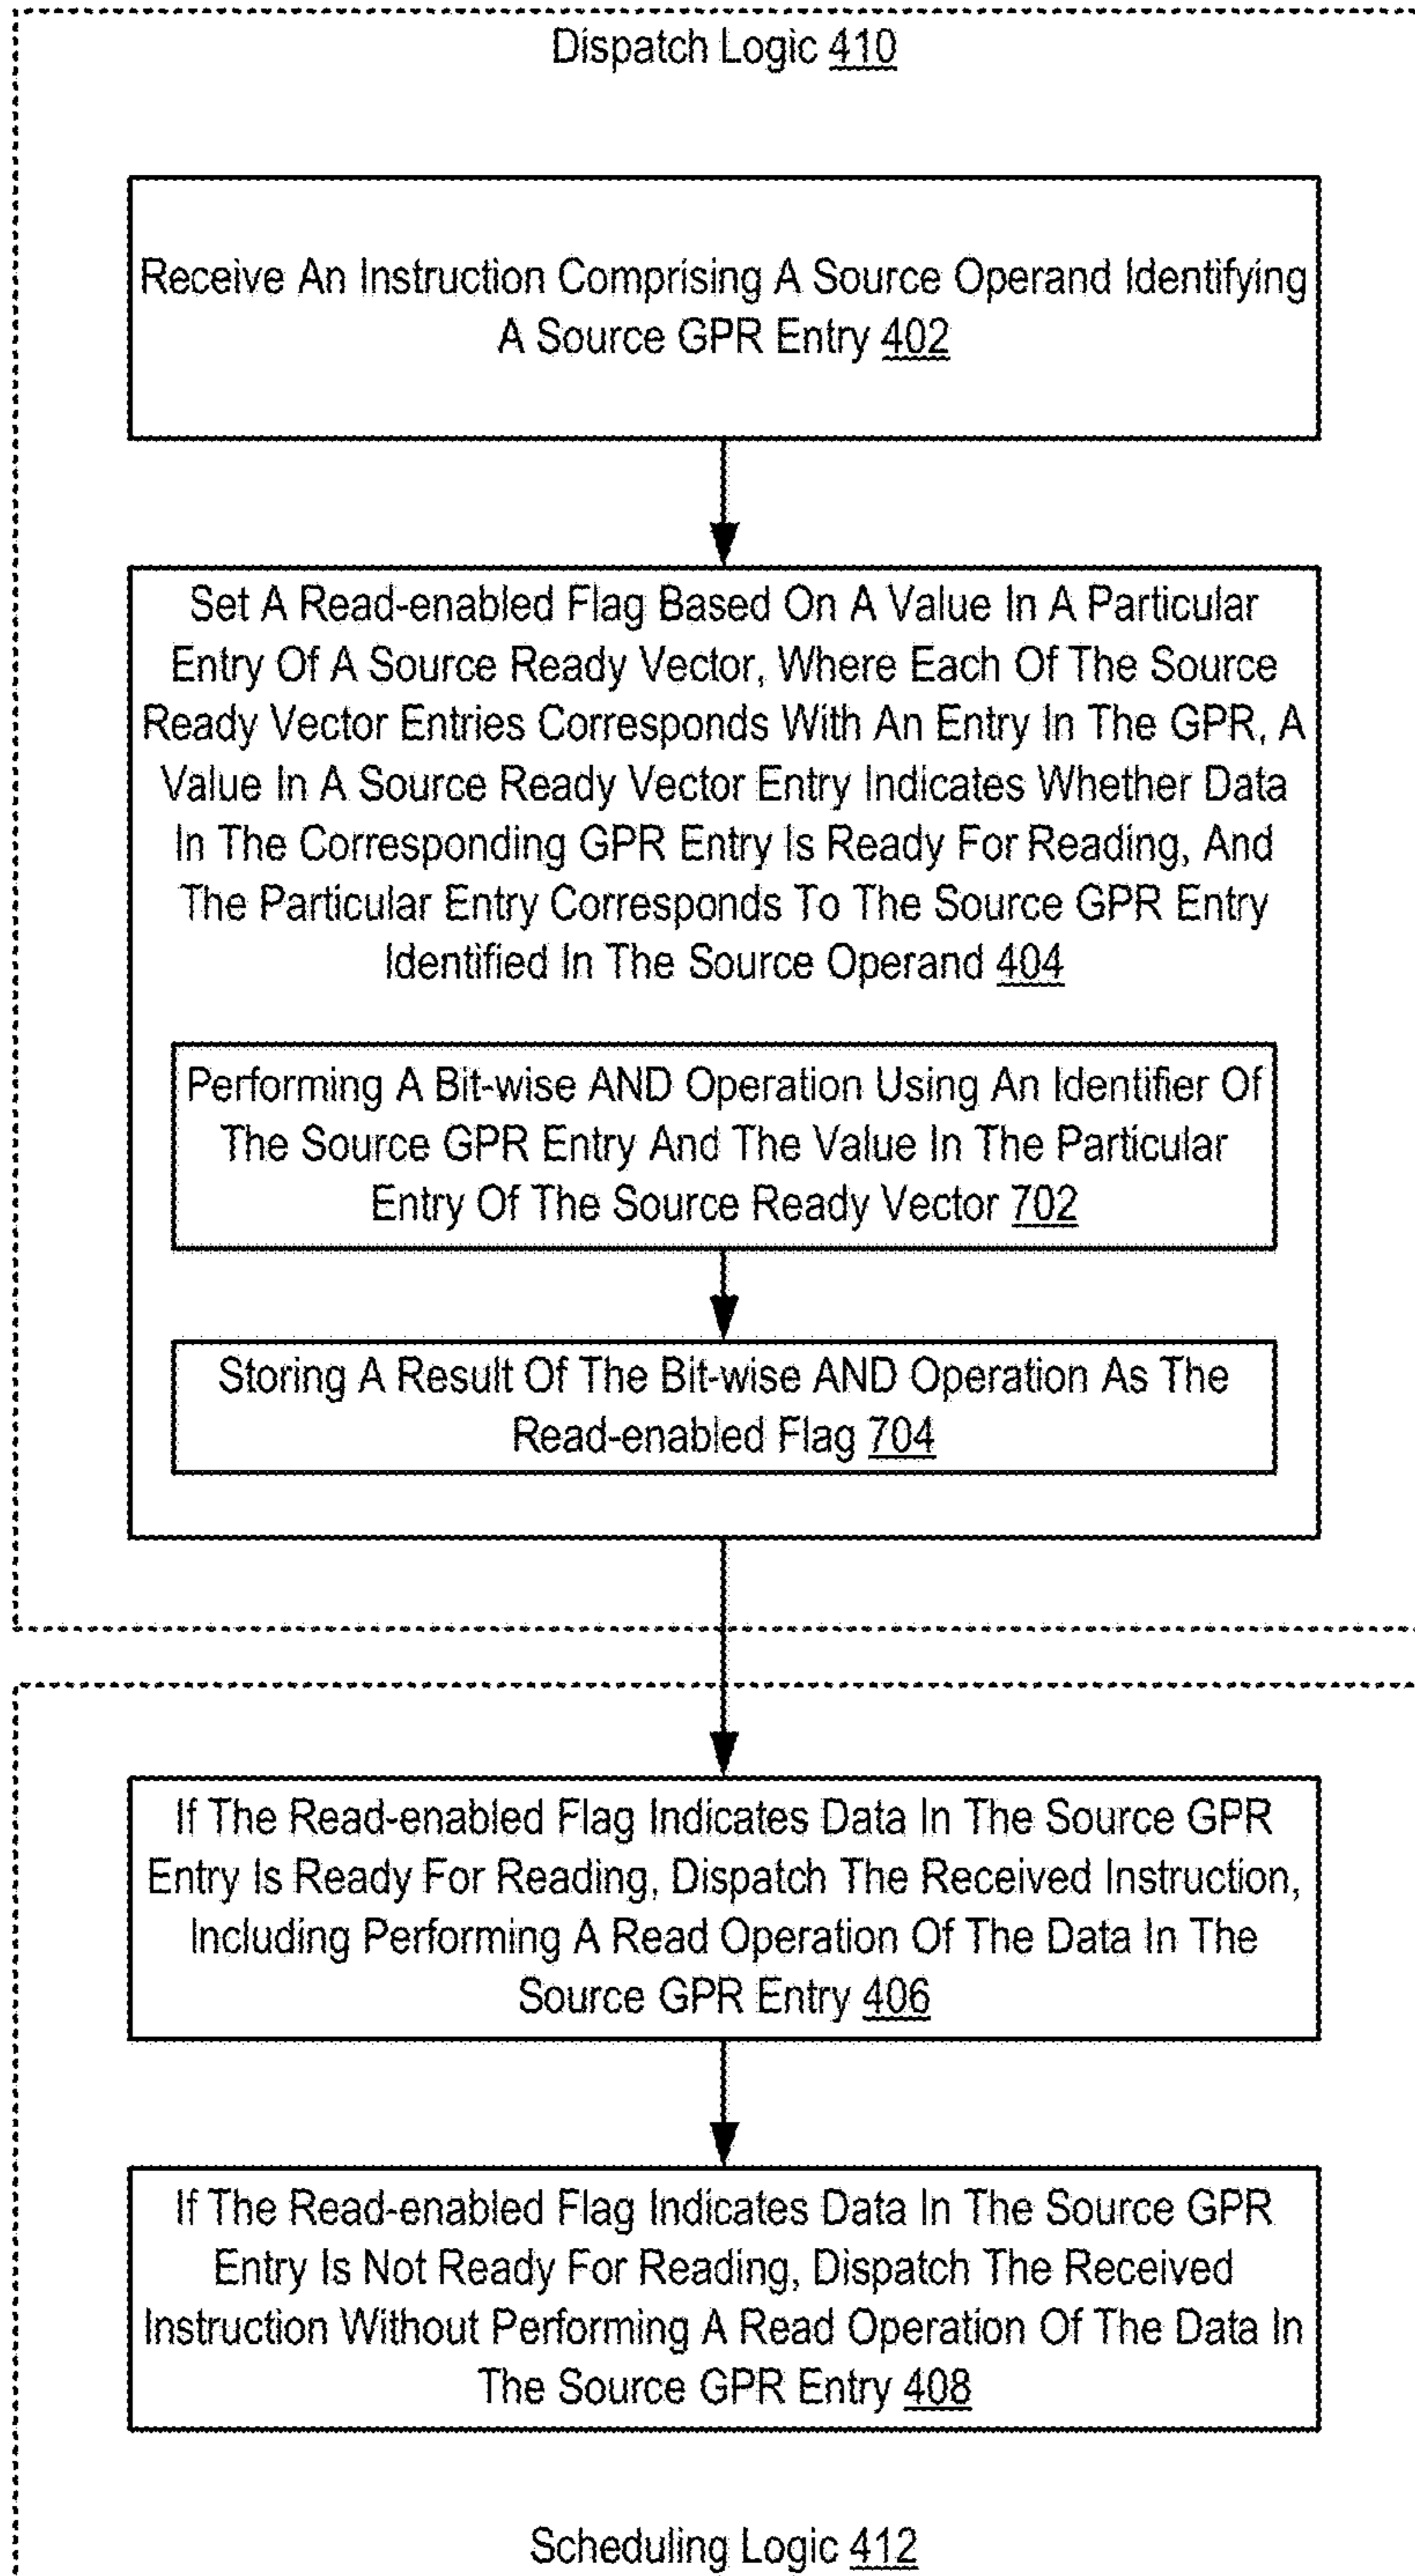 Dispatch Logic 410
Receive An Instruction Comprising A Source Operand Identifying
A Source GPR Entry 402
Set A Read-enabled Flag Based On A Value In A Particular
Entry Of A Source Ready Vector, Where Each Of The Source
Ready Vector Entries Corresponds With An Entry In The GPR, A
Value In A Source Ready Vector Entry Indicates Whether Data
In The Corresponding GPR Entry Is Ready For Reading, And
The Particular Entry Corresponds To The Source GPR Entry
Identified In The Source Operand 404
Performing A Bit-wise AND Operation Using An Identifier Of
The Source GPR Entry And The Value In The Particular
Entry Of The Source Ready Vector 702
Storing A Result Of The Bit-wise AND Operation As The
Read-enabled Flag 704
If The Read-enabled Flag Indicates Data In The Source GPR
Entry Is Ready For Reading, Dispatch The Received Instruction,
Including Performing A Read Operation Of The Data In The
Source GPR Entry 406
If The Read-enabled Flag Indicates Data In The Source GPR
Entry Is Not Ready For Reading, Dispatch The Received
Instruction Without Performing A Read Operation Of The Data In
The Source GPR Entry 408
Scheduling Logic 412